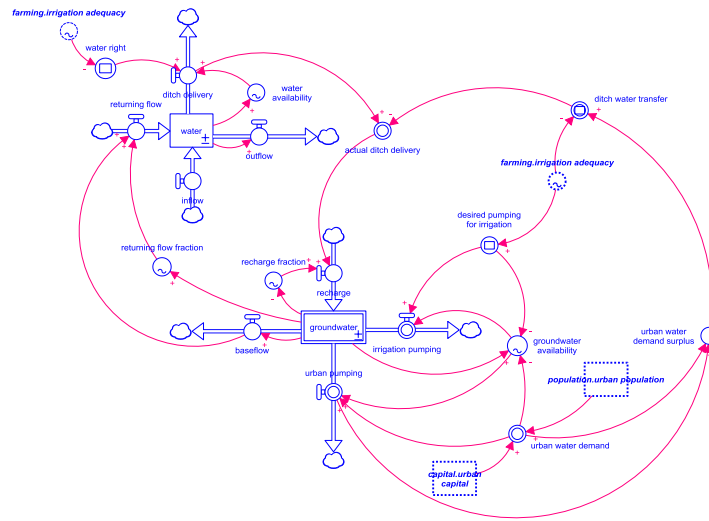 farming.irrigation adequacy
water right
ditch delivery
water
availability
returning flow
water
outflow
actual ditch delivery
ditch water transfer
farming.irrigation adequacy
inflow
desired pumping
for irrigation
returning flow fraction
recharge fraction
recharge
groundwater
irrigation pumping
baseflow
groundwater
availability
urban water
demand surplus
urban pumping
population.urban population
urban water demand
capital.urban
capital